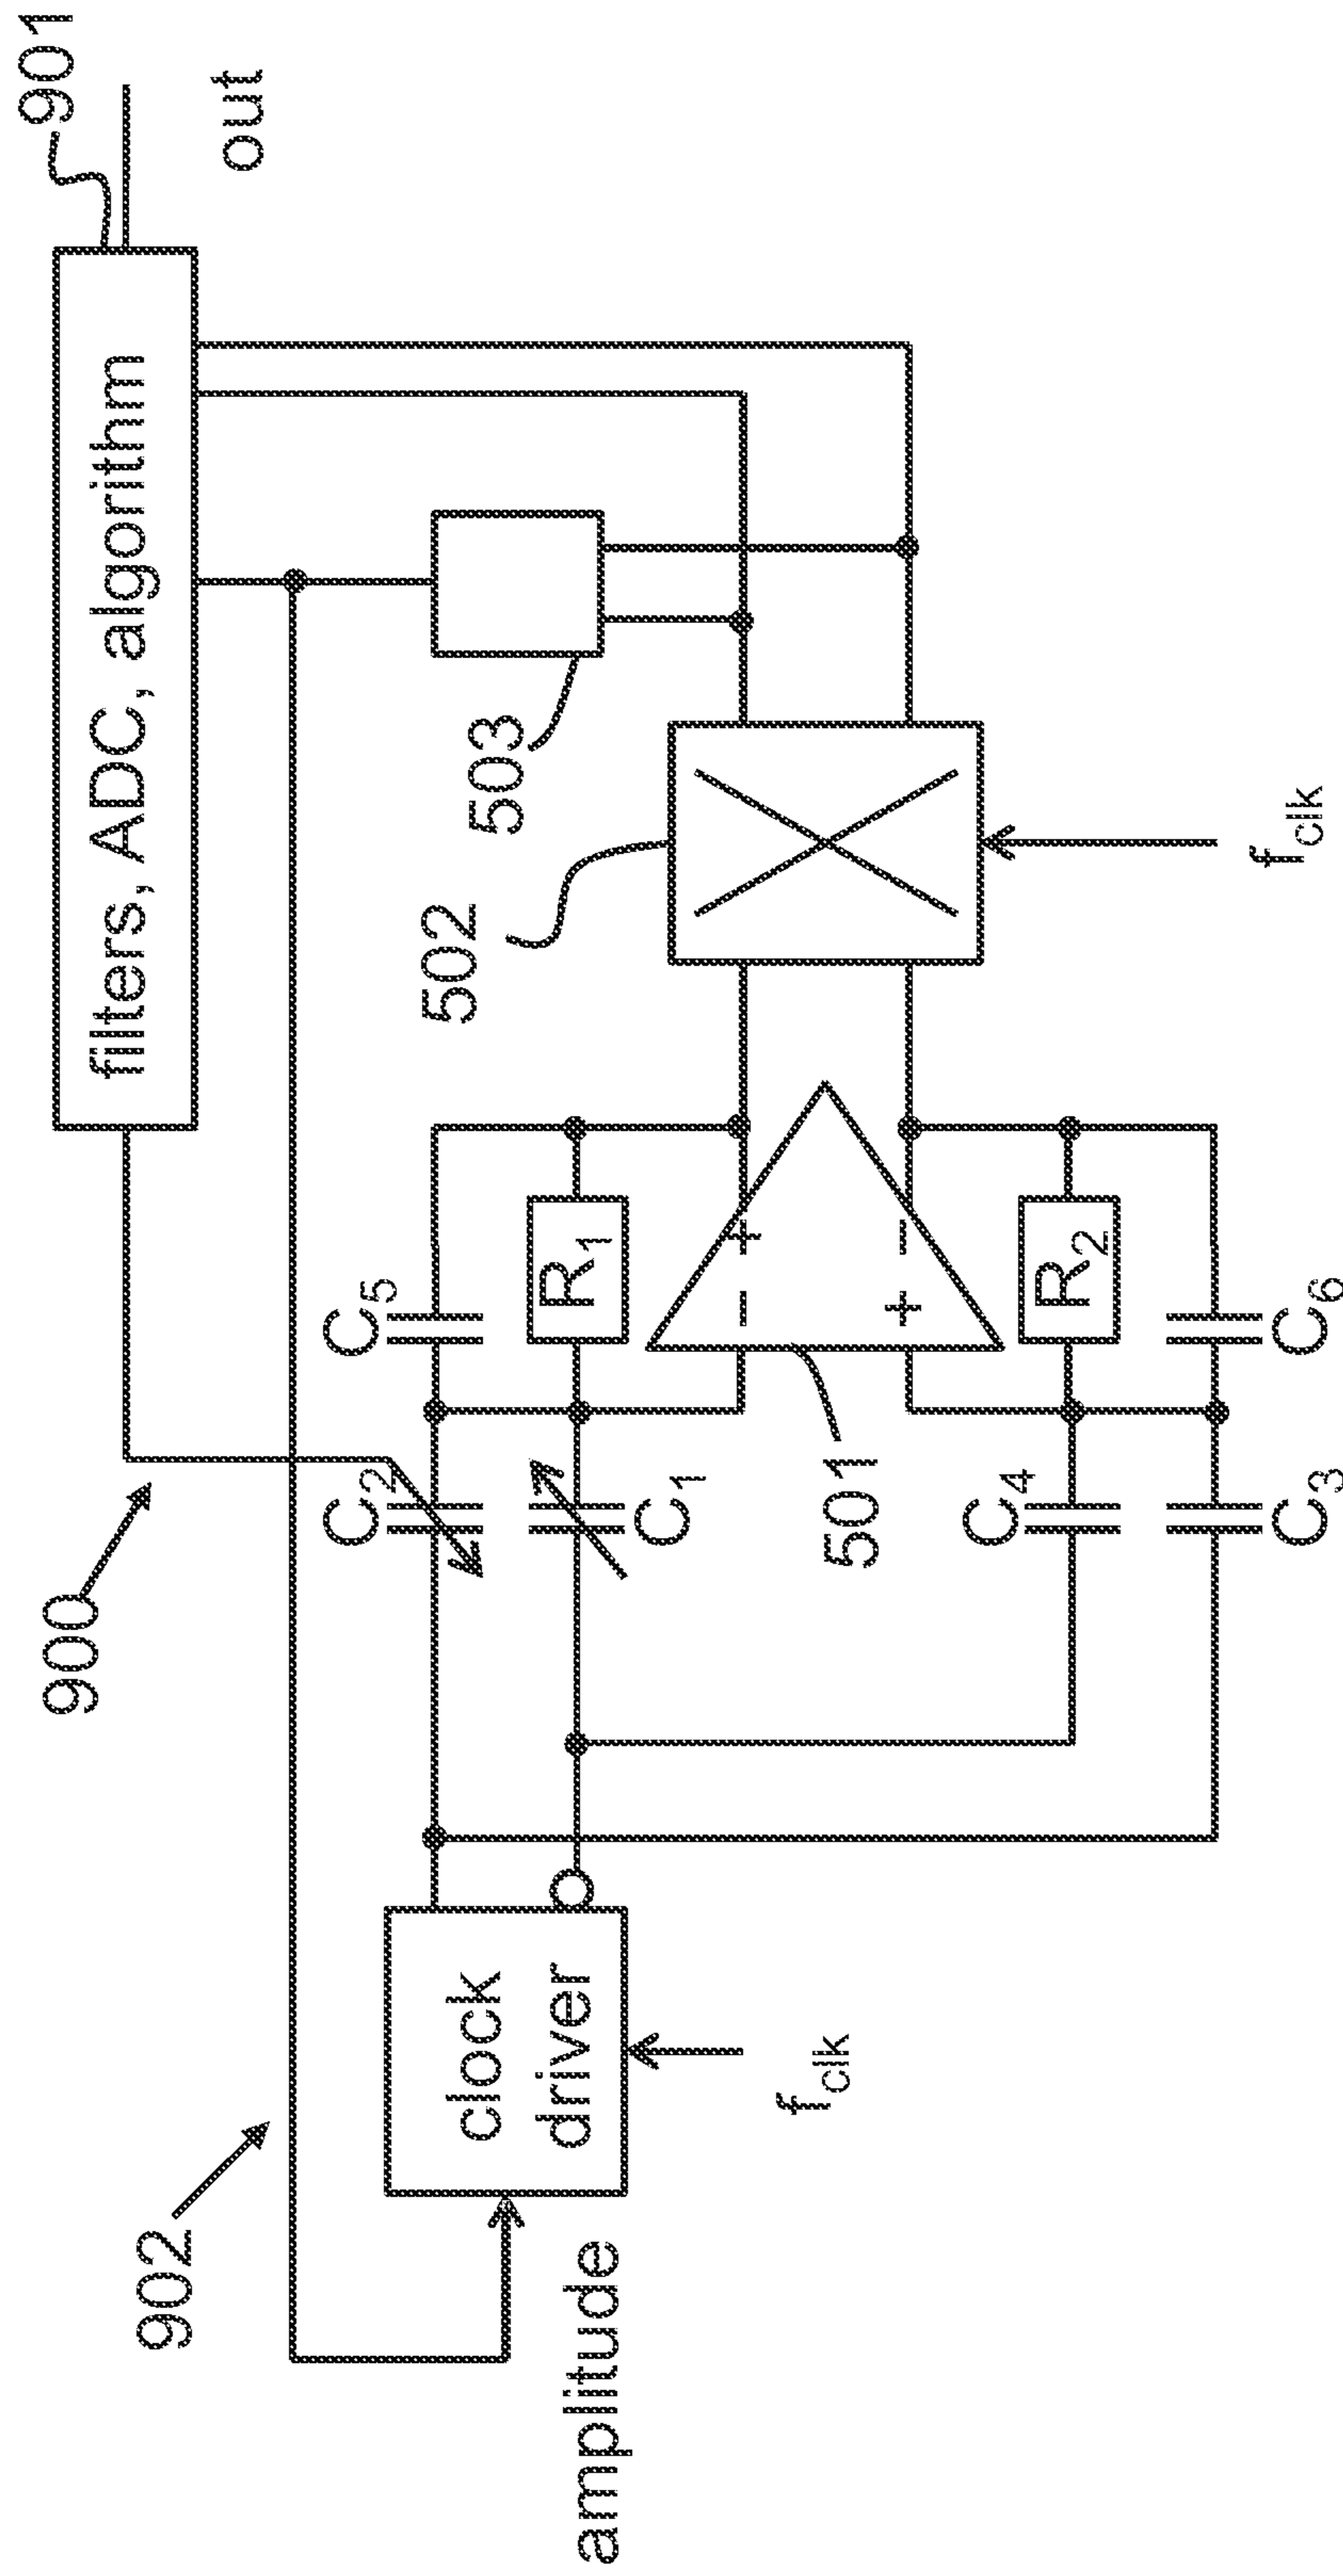 900
902
filters, ADC, algorithm
901
out
amplitude
clock
driver
f_clk
C₂
C₁
C₅
R₁
501
C₄
C₃
R₂
C₆
502
503
f_clk